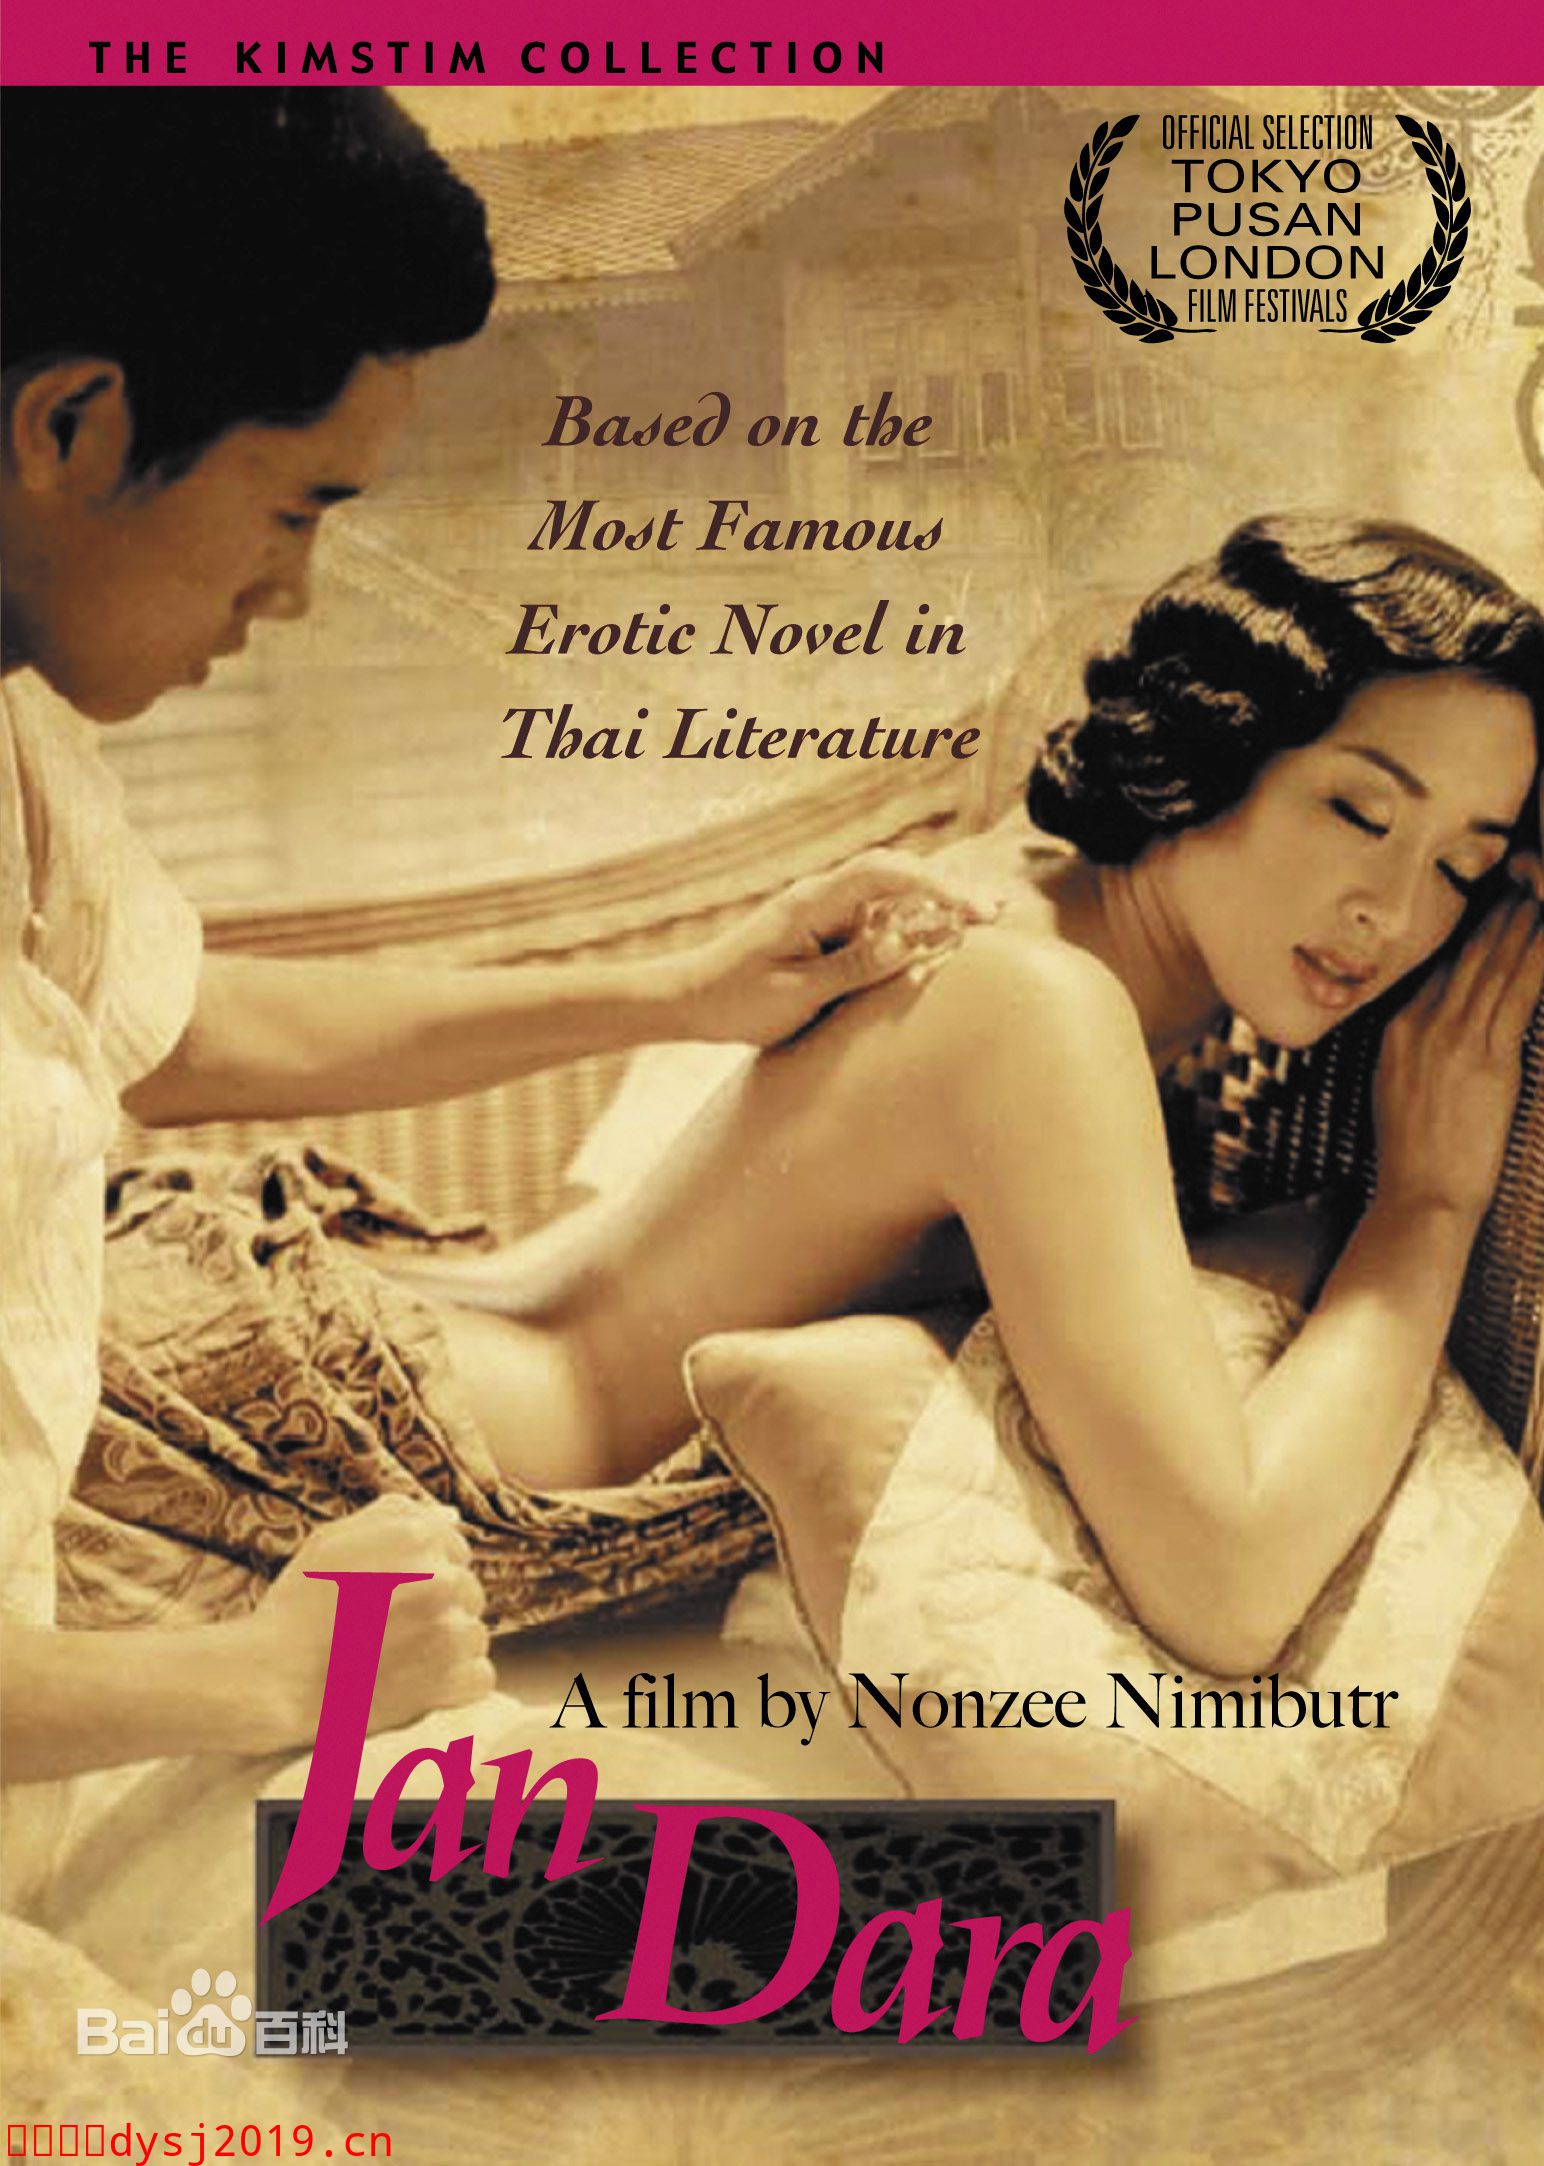 THE KIMSTIM COLLECTION
OFFICIAL SELECTION
TOKYO
PUSAN
LONDON
FILM FESTIVALS
Based on the
Most Famous
Erotic Novel in
Thai Literature
A film by Nonzee Nimibutr
Jan
Dara
Baidu百科
dysj2019.cn